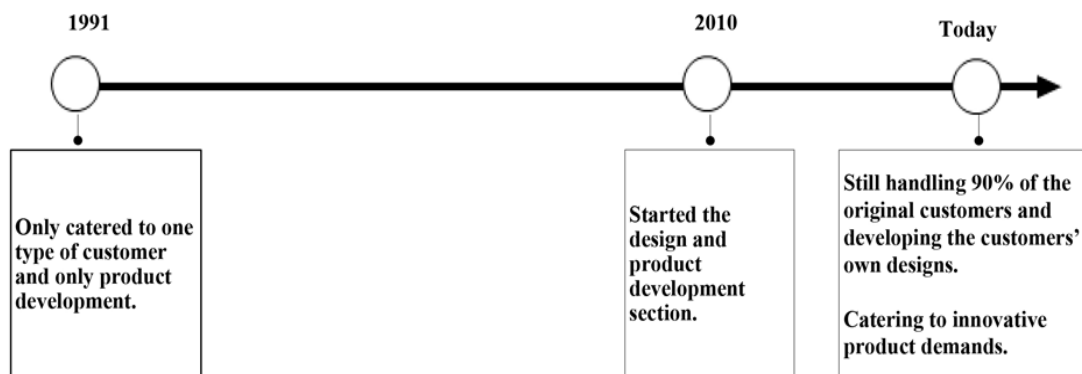 1991
2010
Today
Only catered to one
type of customer
and only product
development.
Started the
design and
product
development
section.
Still handling 90% of the
original customers and
developing the customers’
own designs.
Catering to innovative
product demands.